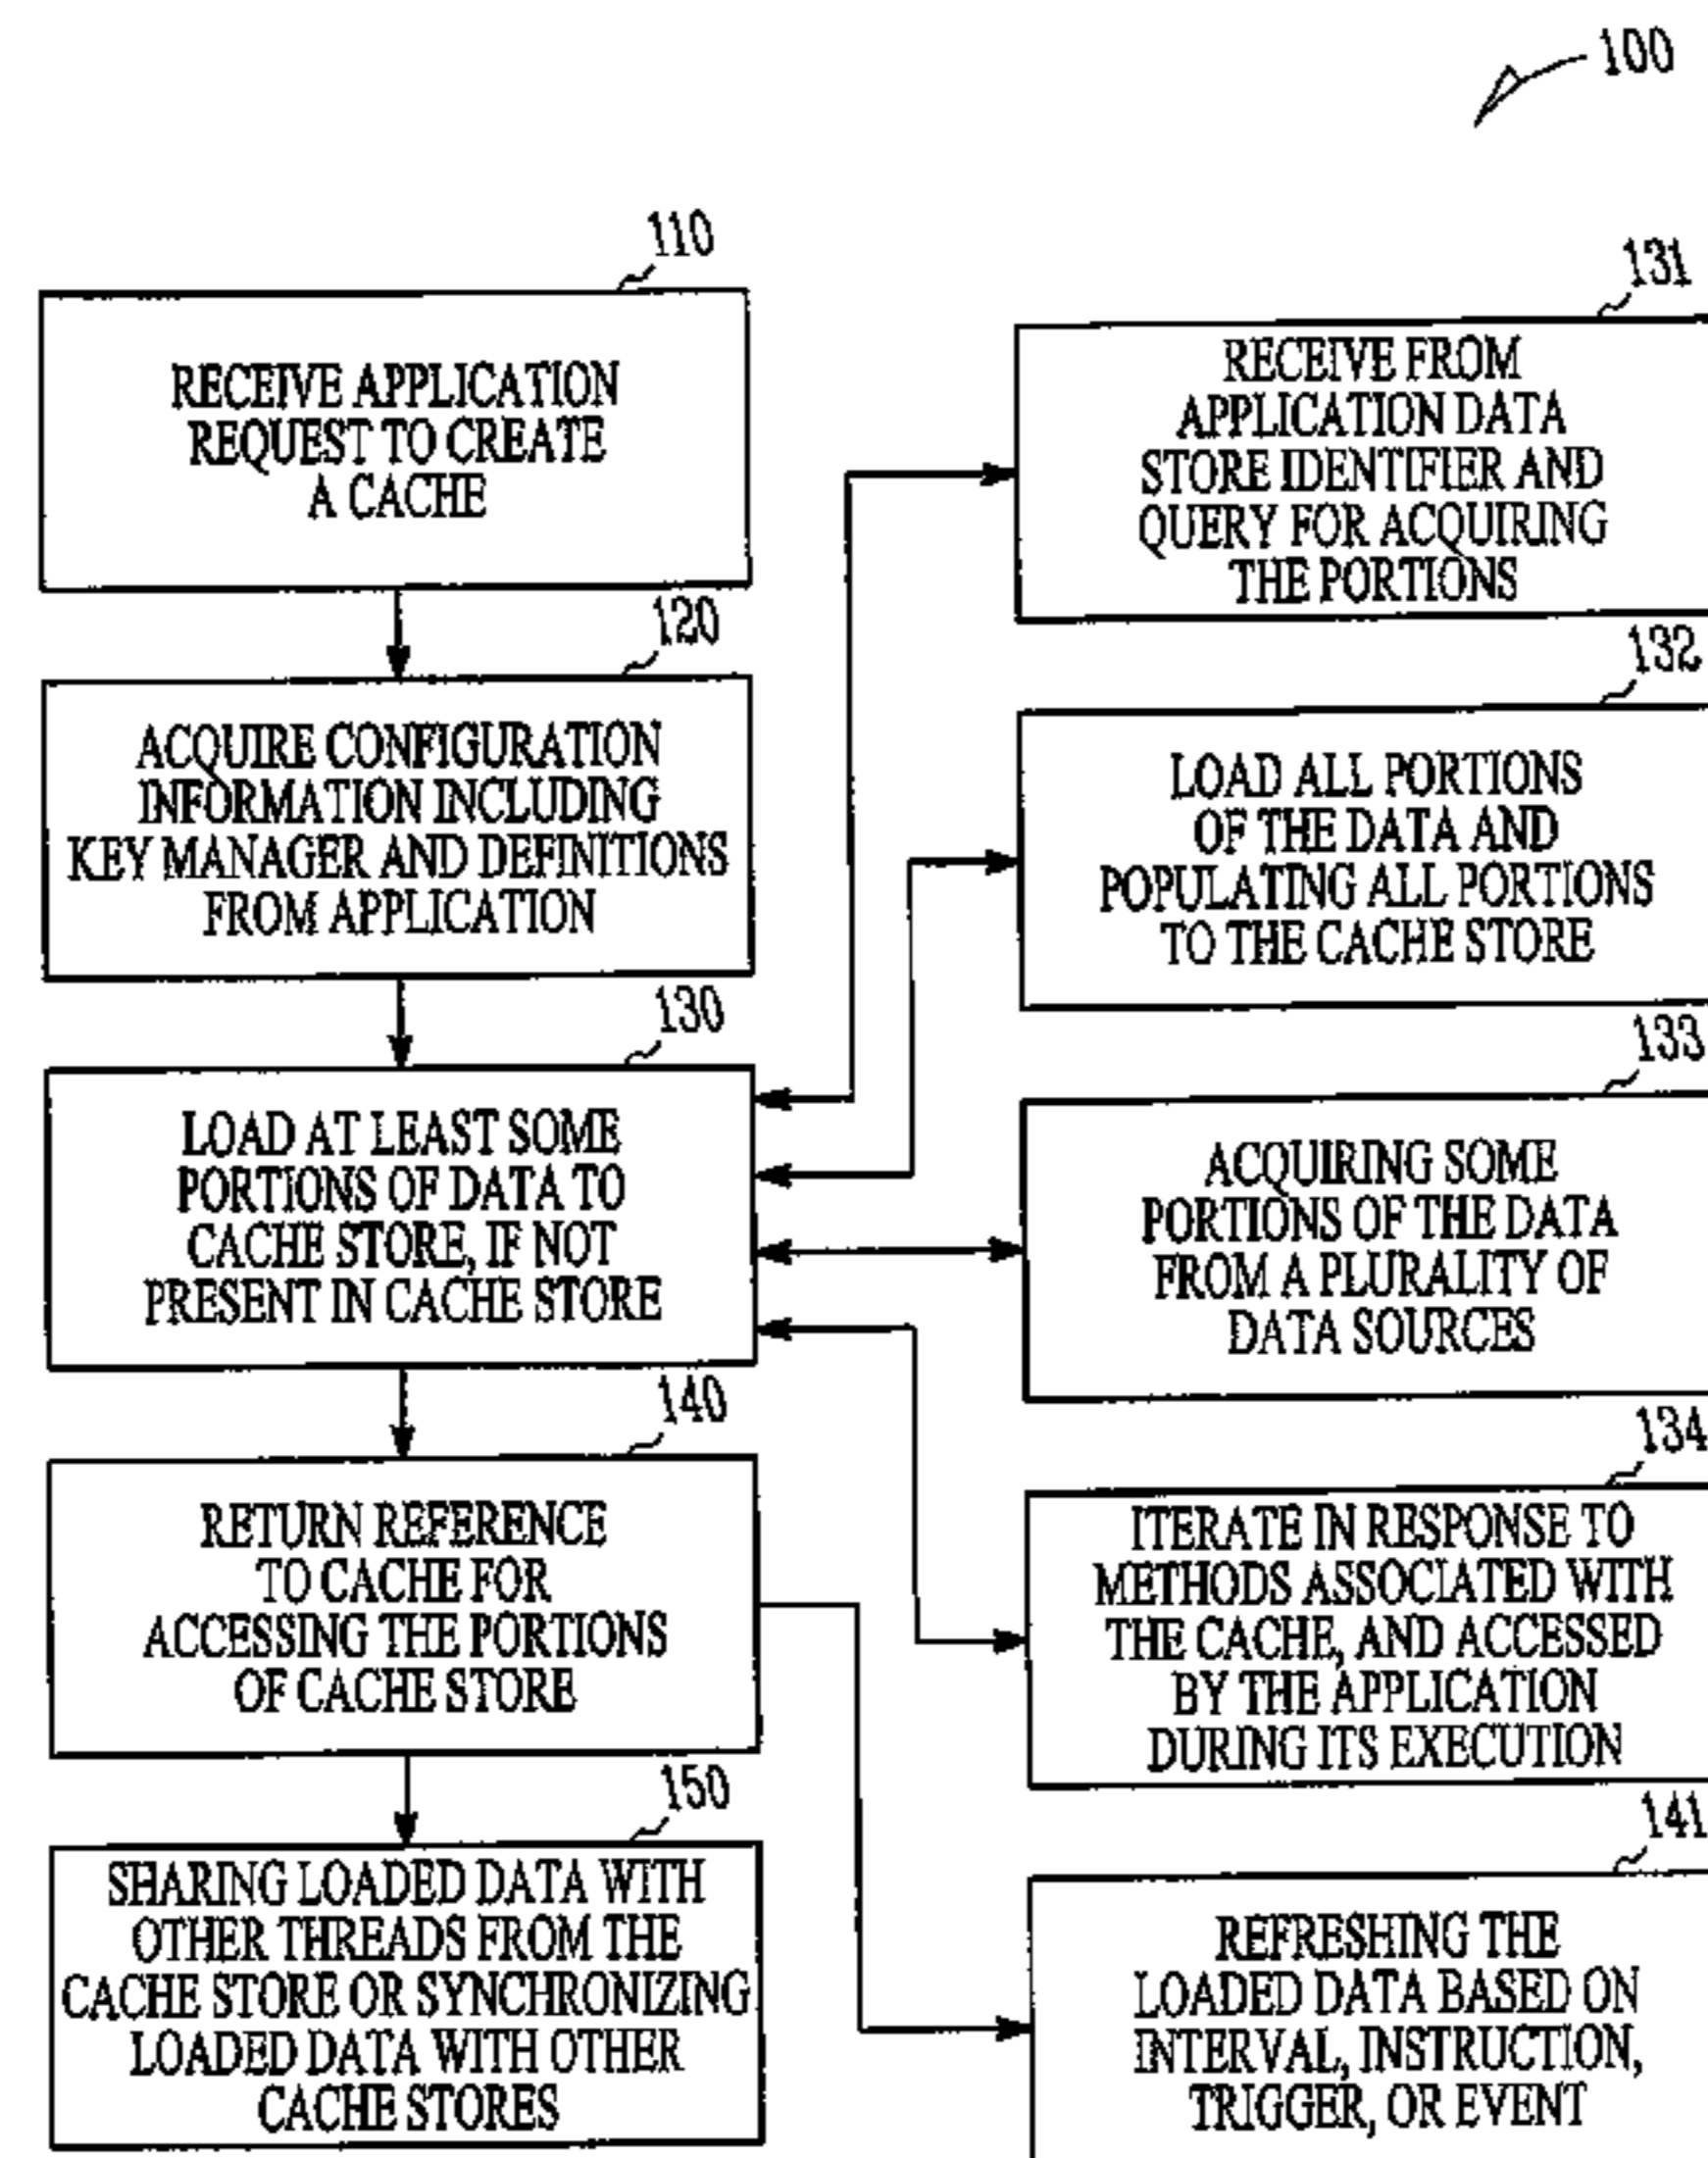 100
110
RECEIVE APPLICATION
REQUEST TO CREATE
A CACHE
120
ACQUIRE CONFIGURATION
INFORMATION INCLUDING
KEY MANAGER AND DEFINITIONS
FROM APPLICATION
130
LOAD AT LEAST SOME
PORTIONS OF DATA TO
CACHE STORE, IF NOT
PRESENT IN CACHE STORE
140
RETURN REFERENCE
TO CACHE FOR
ACCESSING THE PORTIONS
OF CACHE STORE
150
SHARING LOADED DATA WITH
OTHER THREADS FROM THE
CACHE STORE OR SYNCHRONIZING
LOADED DATA WITH OTHER
CACHE STORES
131
RECEIVE FROM
APPLICATION DATA
STORE IDENTIFIER AND
QUERY FOR ACQUIRING
THE PORTIONS
132
LOAD ALL PORTIONS
OF THE DATA AND
POPULATING ALL PORTIONS
TO THE CACHE STORE
133
ACQUIRING SOME
PORTIONS OF THE DATA
FROM A PLURALITY OF
DATA SOURCES
134
ITERATE IN RESPONSE TO
METHODS ASSOCIATED WITH
THE CACHE, AND ACCESSED
BY THE APPLICATION
DURING ITS EXECUTION
141
REFRESHING THE
LOADED DATA BASED ON
INTERVAL, INSTRUCTION,
TRIGGER, OR EVENT